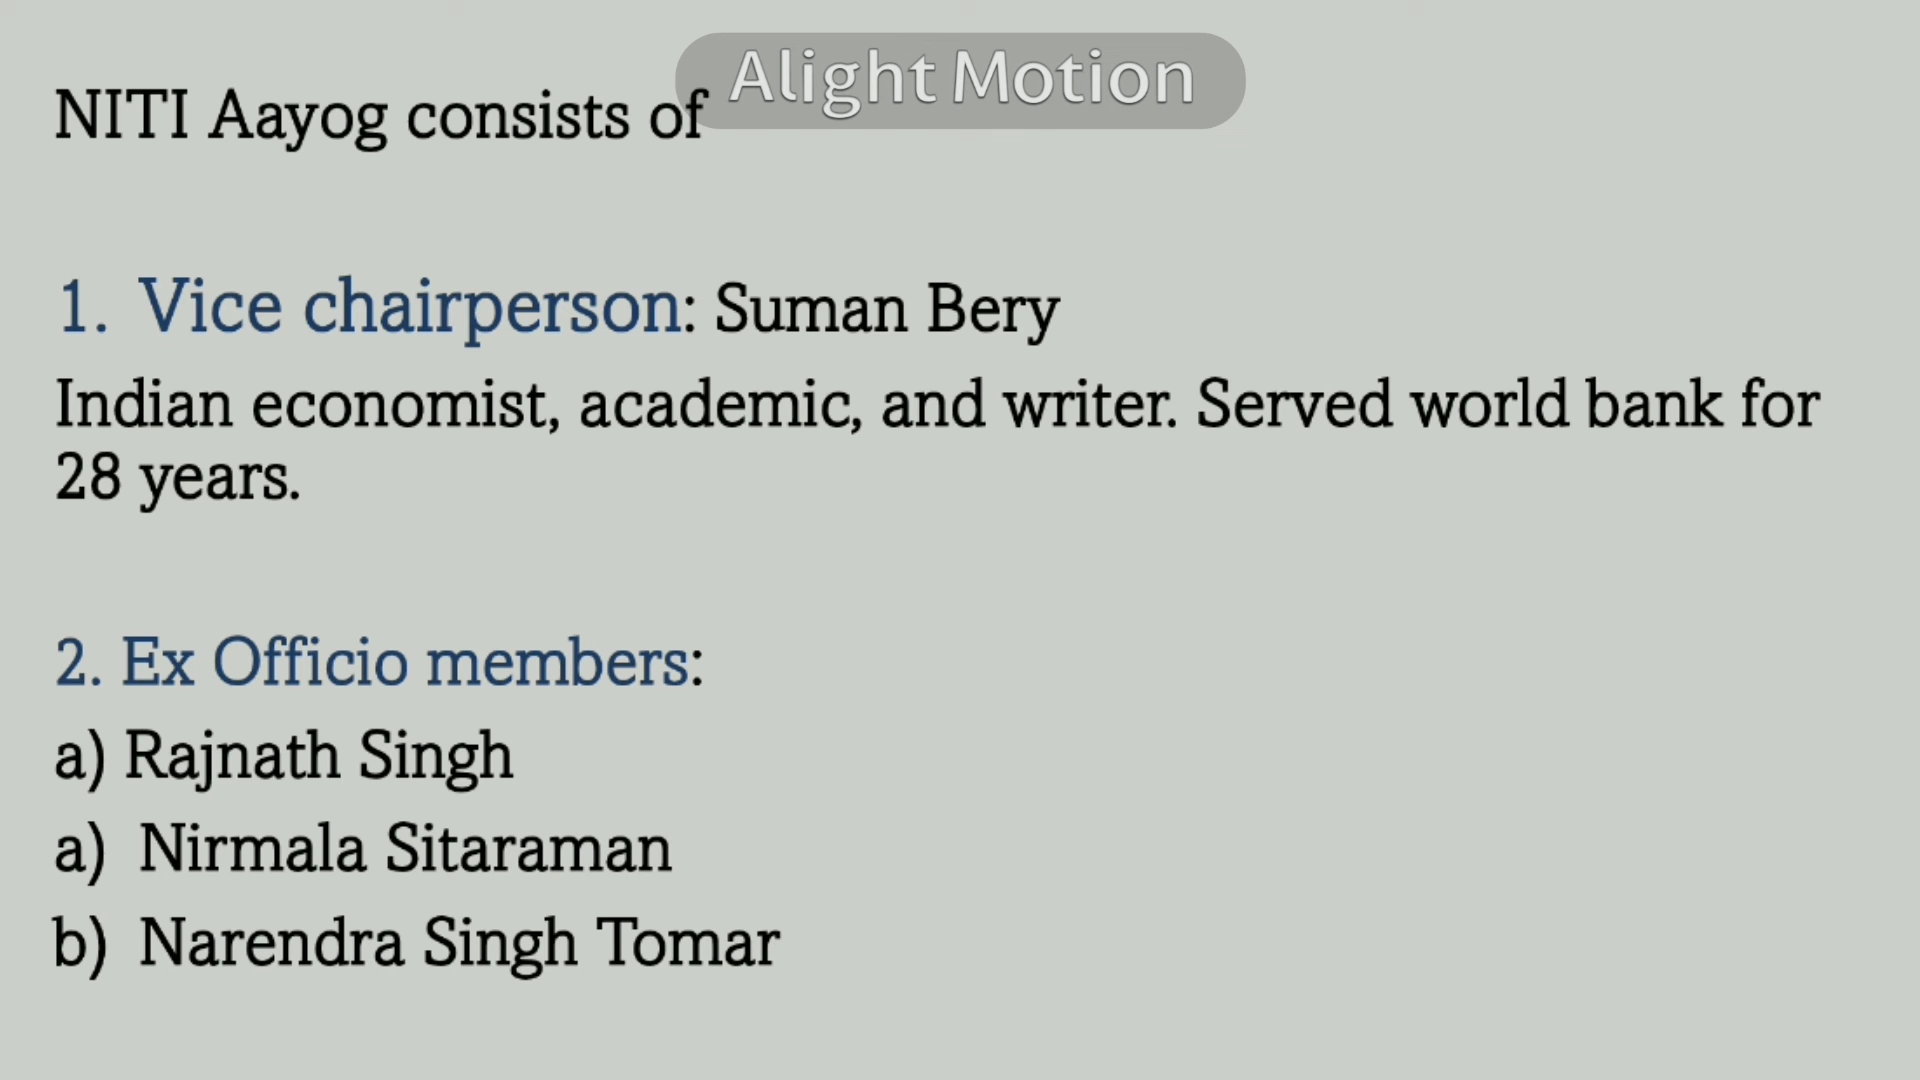 Alight Motion
NITI Aayog consists of
1. Vice chairperson: Suman Bery
Indian economist, academic, and writer. Served world bank for
28 years.
2. Ex Officio members:
a) Rajnath Singh
a) Nirmala Sitaraman
b) Narendra Singh Tomar